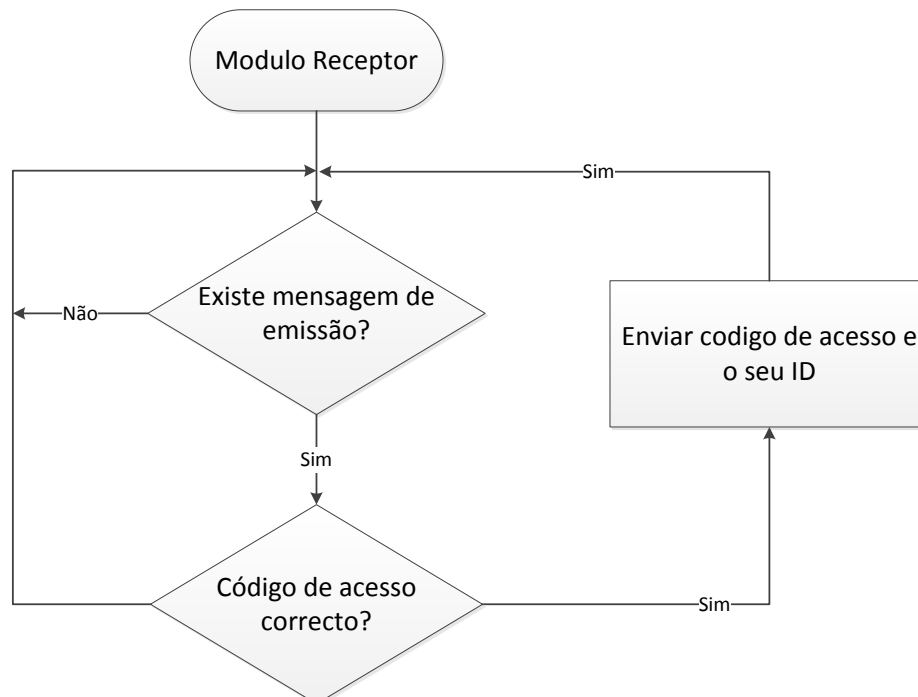 Modulo Receptor
Sim
Existe mensagem de
emissão?
Não
Enviar codigo de acesso e
o seu ID
Sim
Código de acesso
correcto?
Sim